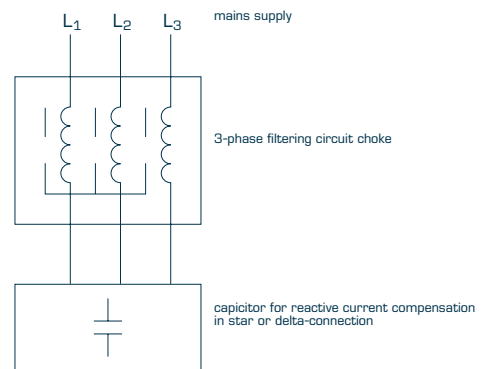 L1 L2 L3 mains supply
3-phase filtering circuit choke
capicitor for reactive current compensation
in star or delta-connection